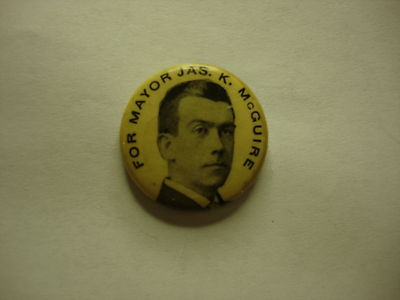 FOR MAYOR JAS. K. McGUIRE